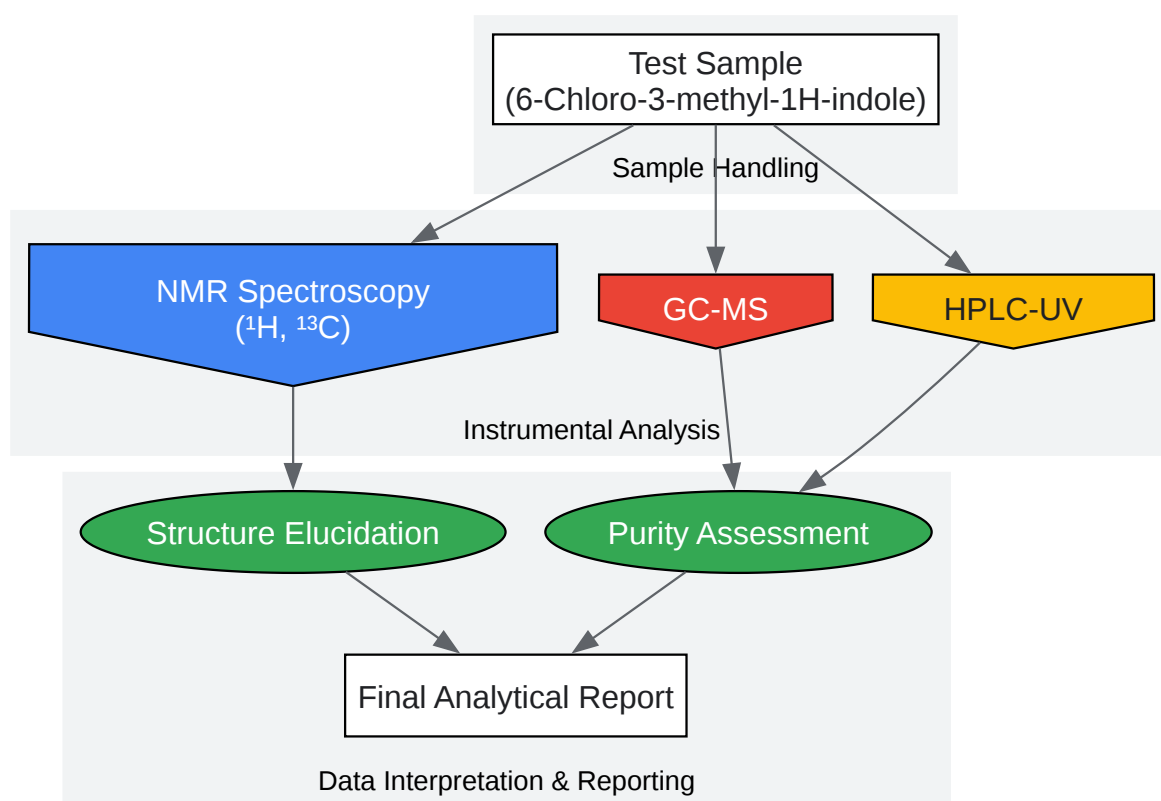 Test Sample
(6-Chloro-3-methyl-1H-indole)
Sample Handling
NMR Spectroscopy
(¹H, ¹³C)
GC-MS
HPLC-UV
Instrumental Analysis
Structure Elucidation
Purity Assessment
Final Analytical Report
Data Interpretation & Reporting